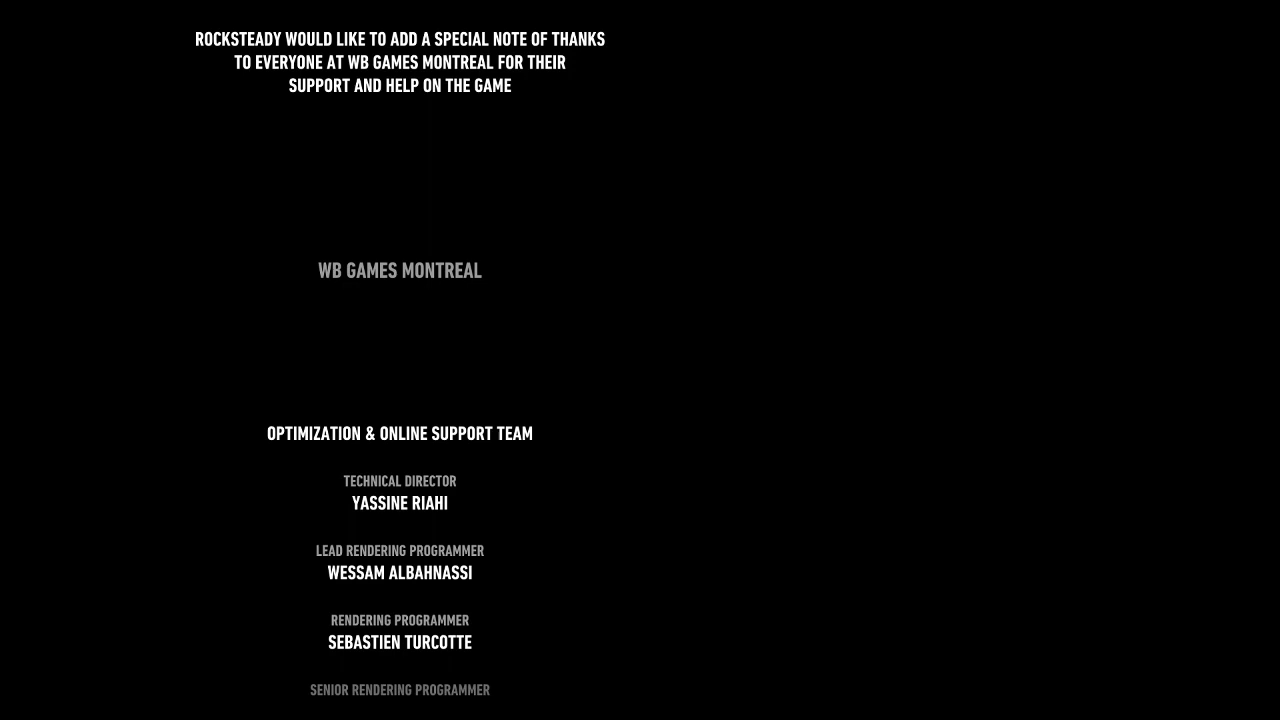 ROCKSTEADY WOULD LIKE TO ADD A SPECIAL NOTE OF THANKS
TO EVERYONE AT WB GAMES MONTREAL FOR THEIR
SUPPORT AND HELP ON THE GAME
WB GAMES MONTREAL
OPTIMIZATION & ONLINE SUPPORT TEAM
TECHNICAL DIRECTOR
YASSINE RIAHI
LEAD RENDERING PROGRAMMER
WESSAM ALBAHNASSI
RENDERING PROGRAMMER
SEBASTIEN TURCOTTE
SENIOR RENDERING PROGRAMMER